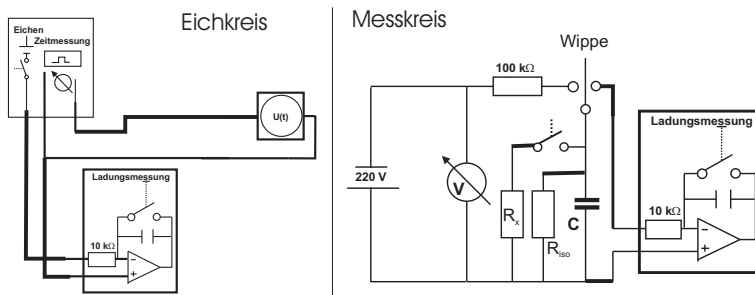 Eichkreis
Eichen
Zeitmessung
U(t)
Ladungsmessung
10 kΩ
−
+
Messkreis
Wippe
100 kΩ
Ladungsmessung
220 V
V
Rx
Riso
C
10 kΩ
−
+